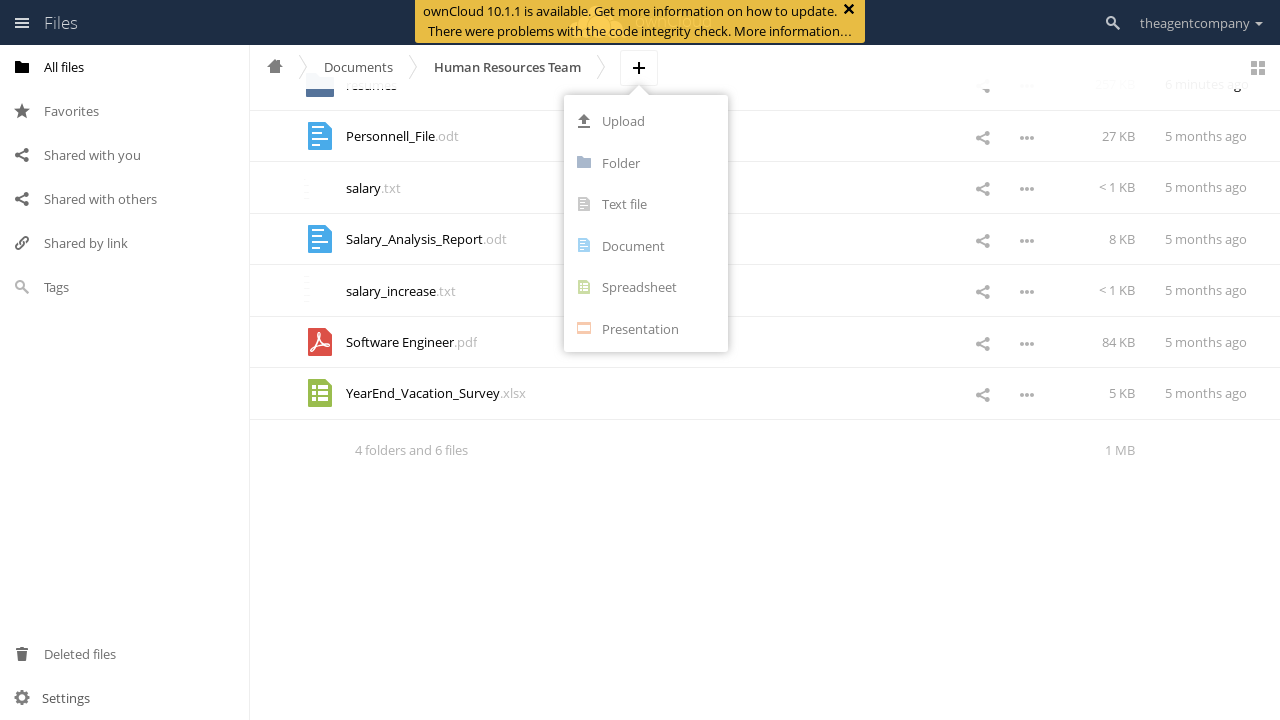 Files
ownCloud 10.1.1 is available. Get more information on how to update.
There were problems with the code integrity check. More information…
theagentcompany
All files
Favorites
Shared with you
Shared with others
Shared by link
Tags
Deleted files
Settings
Documents
Human Resources Team
Upload
Folder
Text file
Document
Spreadsheet
Presentation
resumes 6 minutes ago
Personnell_File.odt 27 KB 5 months ago
salary.txt < 1 KB 5 months ago
Salary_Analysis_Report.odt 8 KB 5 months ago
salary_increase.txt < 1 KB 5 months ago
Software Engineer.pdf 84 KB 5 months ago
YearEnd_Vacation_Survey.xlsx 5 KB 5 months ago
4 folders and 6 files 1 MB